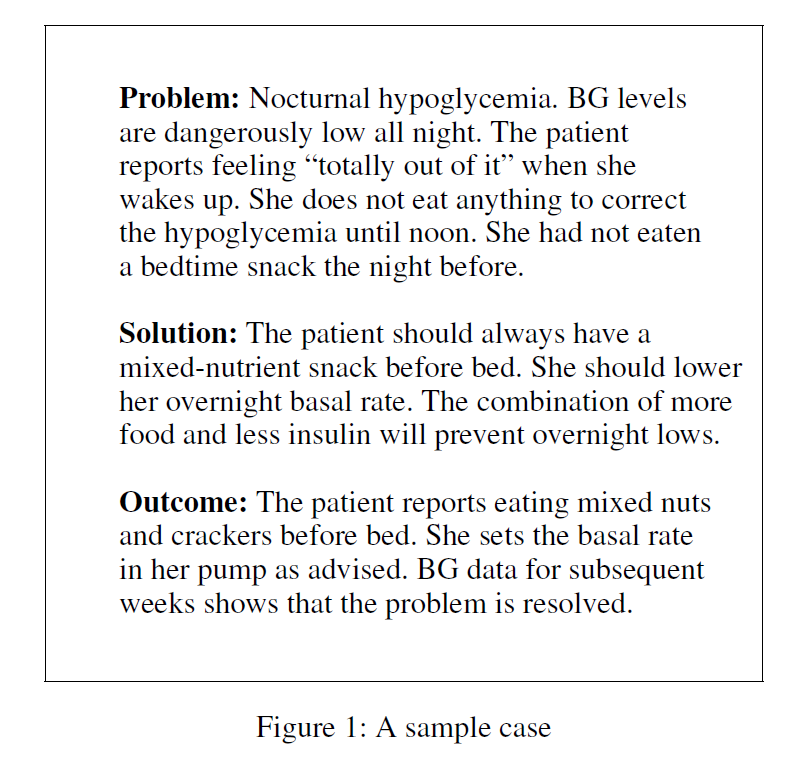 Problem: Nocturnal hypoglycemia. BG levels
are dangerously low all night. The patient
reports feeling “totally out of it” when she
wakes up. She does not eat anything to correct
the hypoglycemia until noon. She had not eaten
a bedtime snack the night before.
Solution: The patient should always have a
mixed-nutrient snack before bed. She should lower
her overnight basal rate. The combination of more
food and less insulin will prevent overnight lows.
Outcome: The patient reports eating mixed nuts
and crackers before bed. She sets the basal rate
in her pump as advised. BG data for subsequent
weeks shows that the problem is resolved.
Figure 1: A sample case